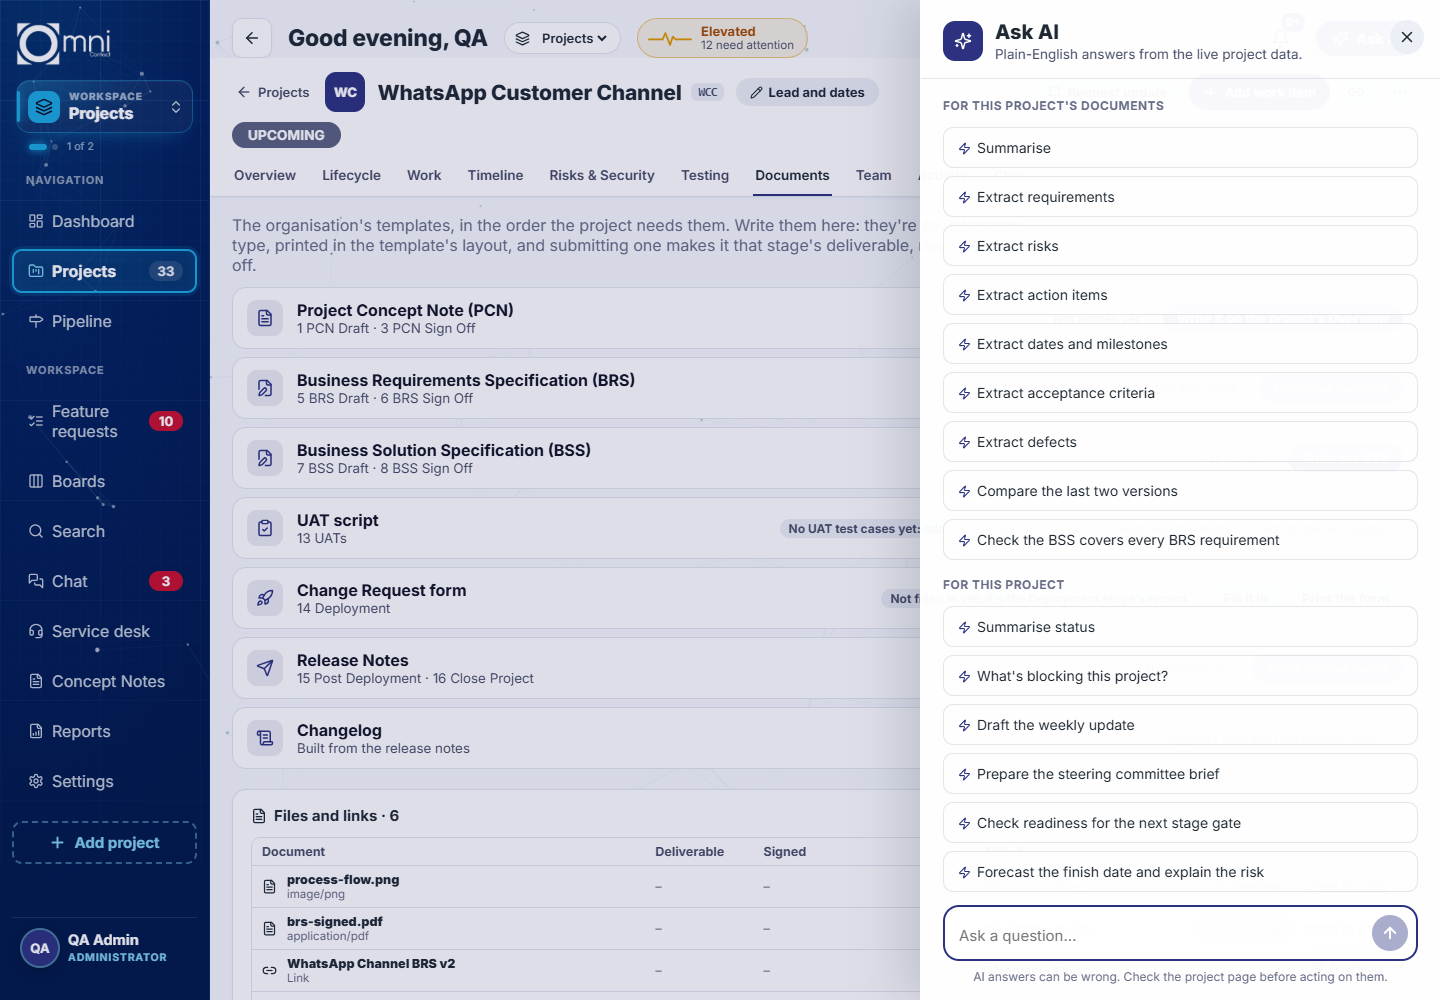 Omni
Connect
WORKSPACE
Projects
1 of 2
NAVIGATION
Dashboard
Projects 33
Pipeline
WORKSPACE
Feature requests 10
Boards
Search
Chat 3
Service desk
Concept Notes
Reports
Settings
Add project
QA
QA Admin
ADMINISTRATOR
Good evening, QA
Projects
Elevated
12 need attention
Projects
WC
WhatsApp Customer Channel
WCC
Lead and dates
UPCOMING
Overview Lifecycle Work Timeline Risks & Security Testing Documents Team
The organisation's templates, in the order the project needs them. Write them here: they're
type, printed in the template's layout, and submitting one makes it that stage's deliverable,
off.
Project Concept Note (PCN)
1 PCN Draft · 3 PCN Sign Off
Business Requirements Specification (BRS)
5 BRS Draft · 6 BRS Sign Off
Business Solution Specification (BSS)
7 BSS Draft · 8 BSS Sign Off
UAT script
13 UATs
No UAT test cases yet:
Change Request form
14 Deployment
Not
Release Notes
15 Post Deployment · 16 Close Project
Changelog
Built from the release notes
Files and links · 6
Document Deliverable Signed
process-flow.png – –
image/png
brs-signed.pdf – –
application/pdf
WhatsApp Channel BRS v2 – –
Link
Ask AI
Plain-English answers from the live project data.
FOR THIS PROJECT'S DOCUMENTS
Summarise
Extract requirements
Extract risks
Extract action items
Extract dates and milestones
Extract acceptance criteria
Extract defects
Compare the last two versions
Check the BSS covers every BRS requirement
FOR THIS PROJECT
Summarise status
What's blocking this project?
Draft the weekly update
Prepare the steering committee brief
Check readiness for the next stage gate
Forecast the finish date and explain the risk
Ask a question...
AI answers can be wrong. Check the project page before acting on them.